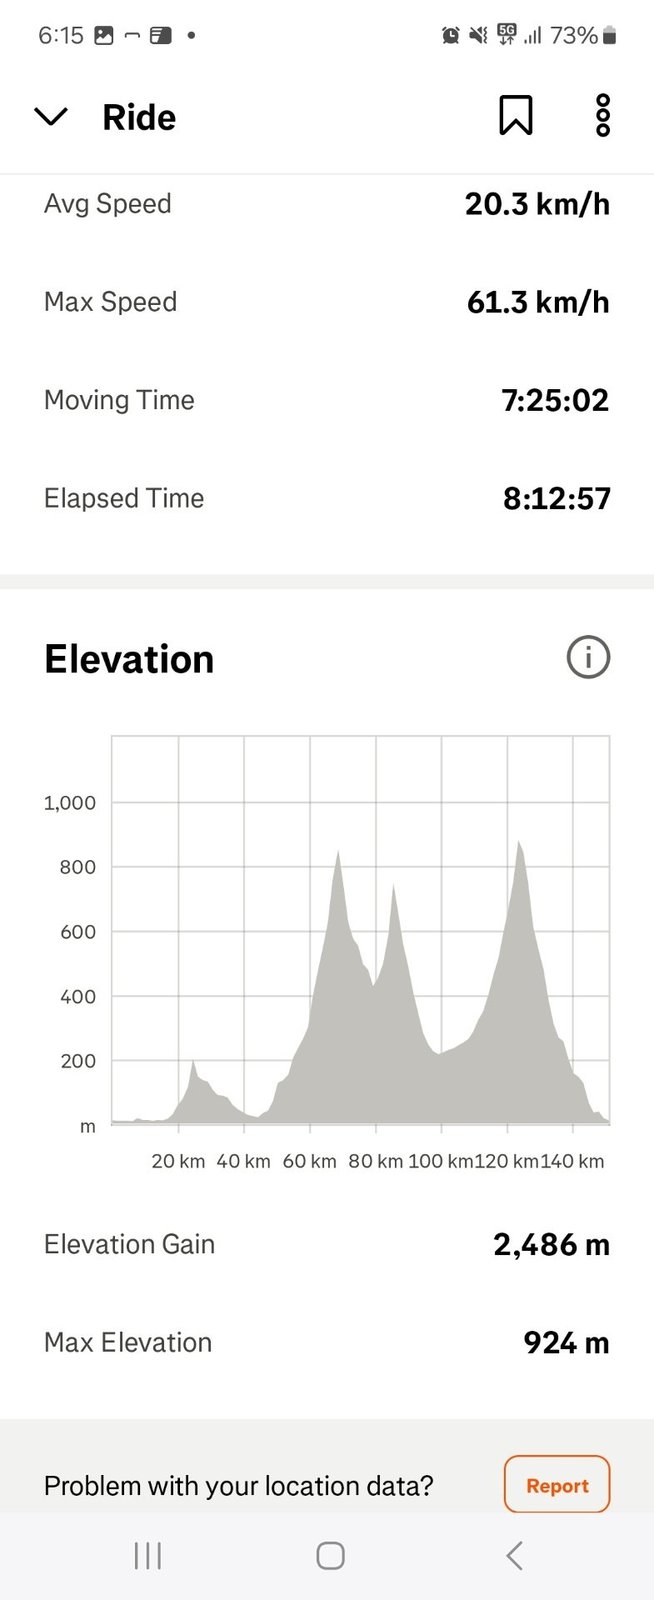 6:15 5G 73%
Ride
Avg Speed 20.3 km/h
Max Speed 61.3 km/h
Moving Time 7:25:02
Elapsed Time 8:12:57
Elevation i
1,000
800
600
400
200
m
20 km 40 km 60 km 80 km 100 km 120 km 140 km
Elevation Gain 2,486 m
Max Elevation 924 m
Problem with your location data? Report